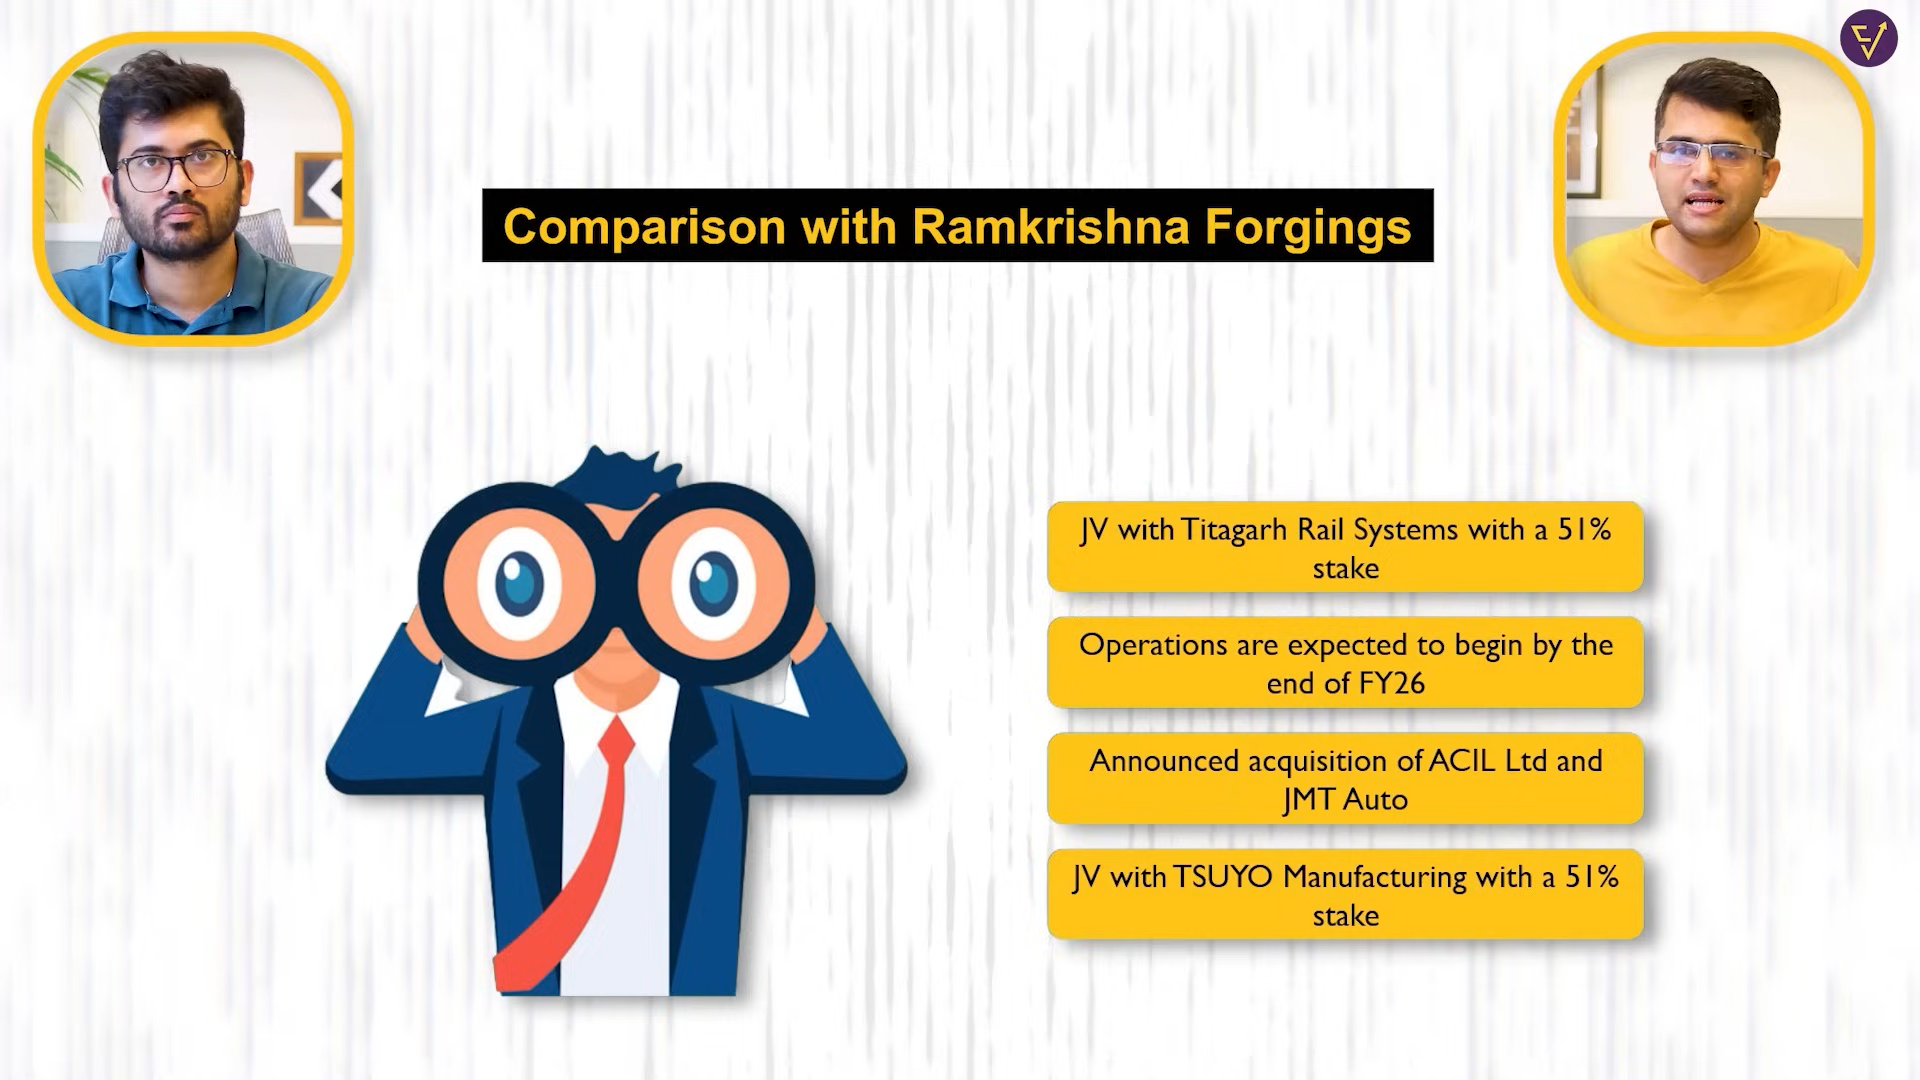 Comparison with Ramkrishna Forgings
JV with Titagarh Rail Systems with a 51%
stake
Operations are expected to begin by the
end of FY26
Announced acquisition of ACIL Ltd and
JMT Auto
JV with TSUYO Manufacturing with a 51%
stake